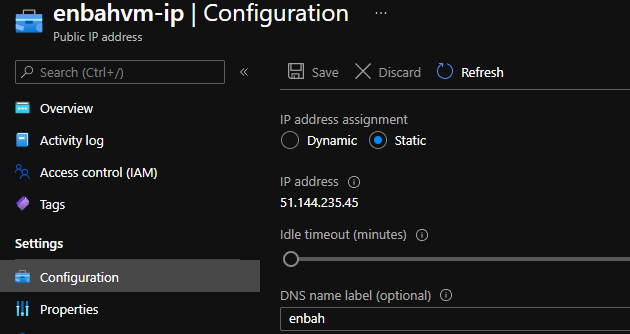 enbahvm-ip | Configuration ...
Public IP address
Search (Ctrl+/)
«
Save
Discard
Refresh
Overview
Activity log
Access control (IAM)
Tags
Settings
Configuration
Properties
IP address assignment
Dynamic
Static
IP address
51.144.235.45
Idle timeout (minutes)
DNS name label (optional)
enbah